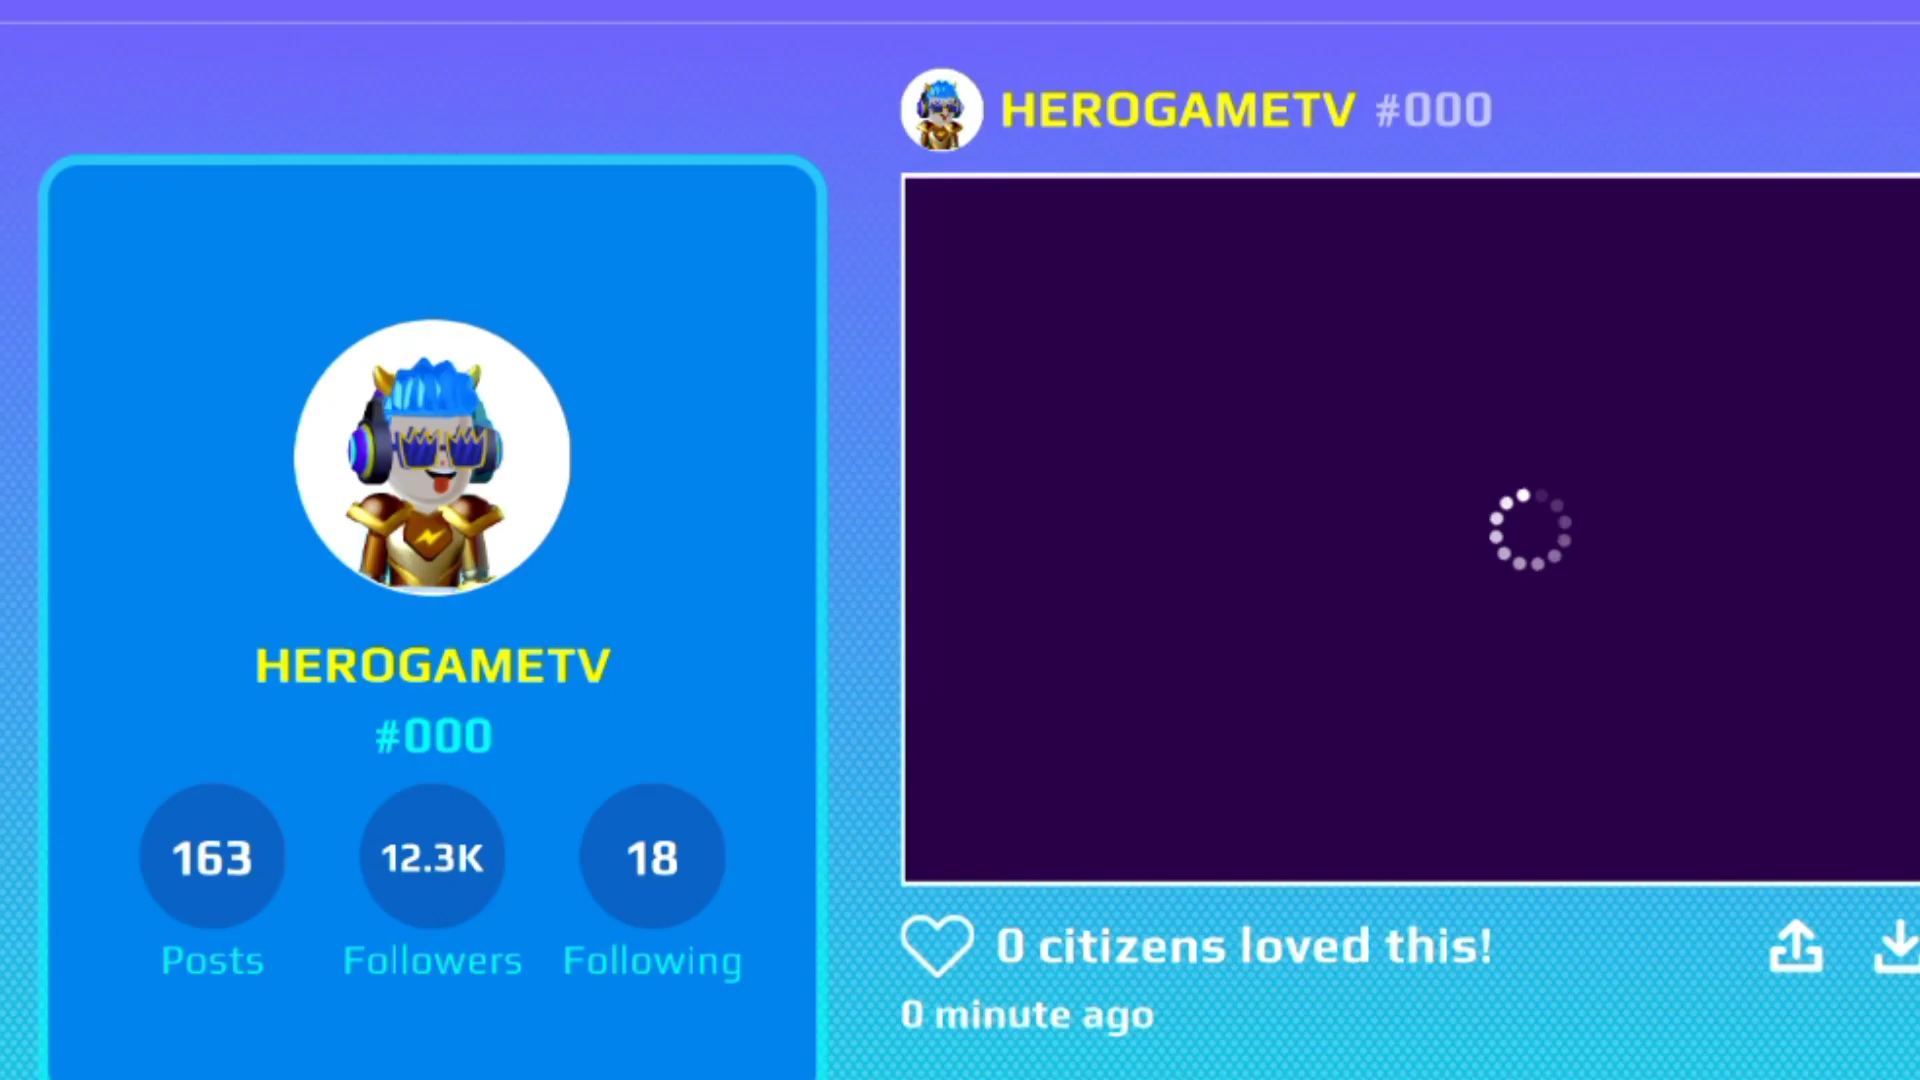 HEROGAMETV #000
HEROGAMETV
#000
163 12.3K 18
Posts Followers Following
0 citizens loved this!
0 minute ago